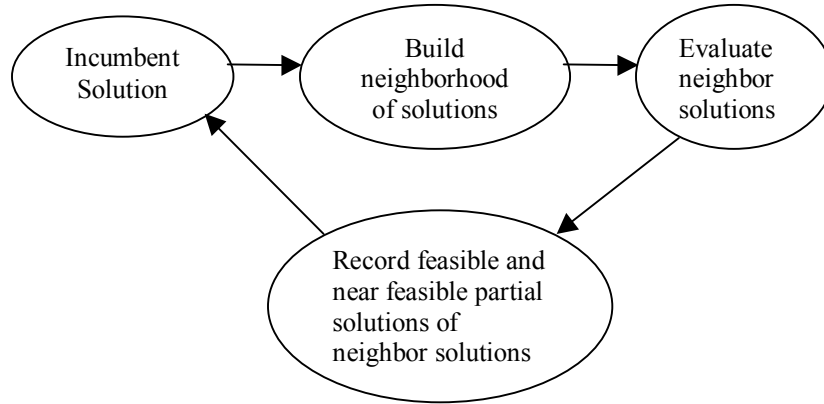 Incumbent
Solution
Build
neighborhood
of solutions
Evaluate
neighbor
solutions
Record feasible and
near feasible partial
solutions of
neighbor solutions